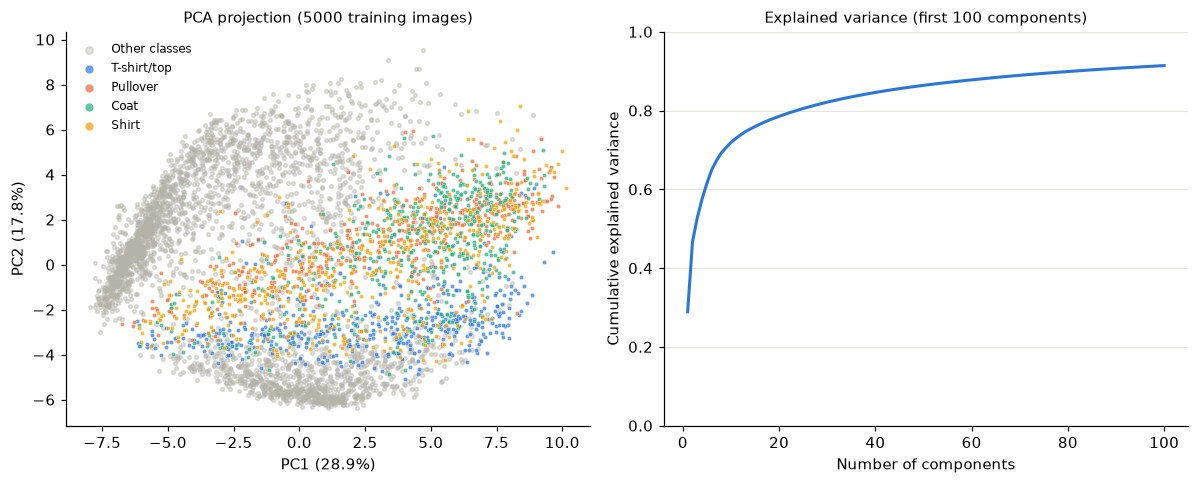 PCA projection (5000 training images)
Other classes
T-shirt/top
Pullover
Coat
Shirt
10
8
6
4
2
0
−2
−4
−6
PC2 (17.8%)
−7.5 −5.0 −2.5 0.0 2.5 5.0 7.5 10.0
PC1 (28.9%)
Explained variance (first 100 components)
1.0
0.8
0.6
0.4
0.2
0.0
Cumulative explained variance
0 20 40 60 80 100
Number of components